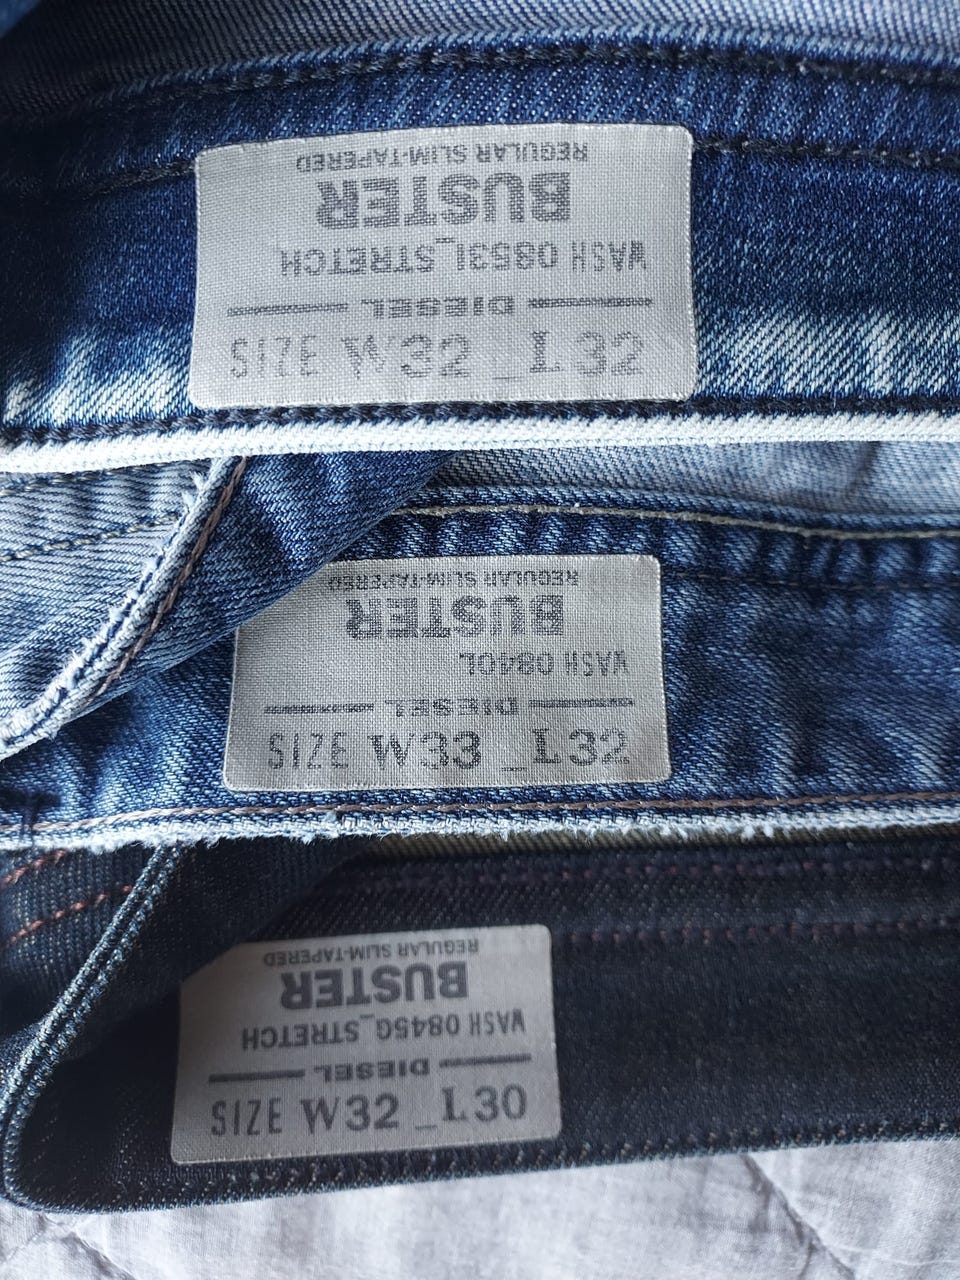 REGULAR SLIM-TAPERED
BUSTER
WASH 0853I_STRETCH
DIESEL
SIZE W32 _L32
REGULAR SLIM-TAPERED
BUSTER
WASH 0840L
DIESEL
SIZE W33 _L32
REGULAR SLIM-TAPERED
BUSTER
WASH 0845G_STRETCH
DIESEL
SIZE W32 _L30